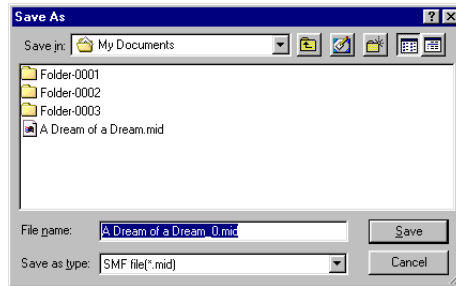 Save As
Save in: My Documents
Folder-0001
Folder-0002
Folder-0003
A Dream of a Dream.mid
File name: A Dream of a Dream_0.mid Save
Save as type: SMF file(*.mid) Cancel